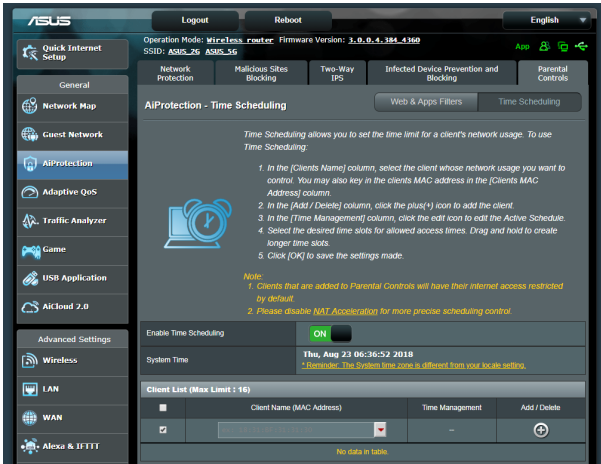 ASUS
Logout
Reboot
English
Quick Internet
Setup
General
Network Map
Guest Network
AiProtection
Adaptive QoS
Traffic Analyzer
Game
USB Application
AiCloud 2.0
Advanced Settings
Wireless
LAN
WAN
Alexa & IFTTT
Operation Mode: Wireless router Firmware Version: 3.0.0.4.384_4360
SSID: ASUS_2G ASUS_5G
App
Network
Protection
Malicious Sites
Blocking
Two-Way
IPS
Infected Device Prevention and
Blocking
Parental
Controls
AiProtection - Time Scheduling
Web & Apps Filters
Time Scheduling
Time Scheduling allows you to set the time limit for a client's network usage. To use
Time Scheduling:
1. In the [Clients Name] column, select the client whose network usage you want to
control. You may also key in the clients MAC address in the [Clients MAC
Address] column.
2. In the [Add / Delete] column, click the plus(+) icon to add the client.
3. In the [Time Management] column, click the edit icon to edit the Active Schedule.
4. Select the desired time slots for allowed access times. Drag and hold to create
longer time slots.
5. Click [OK] to save the settings made.
Note:
1. Clients that are added to Parental Controls will have their internet access restricted
by default.
2. Please disable NAT Acceleration for more precise scheduling control.
Enable Time Scheduling
ON
System Time
Thu, Aug 23 06:36:52 2018
* Reminder: The System time zone is different from your locale setting.
Client List (Max Limit : 16)
Client Name (MAC Address)
Time Management
Add / Delete
–
No data in table.